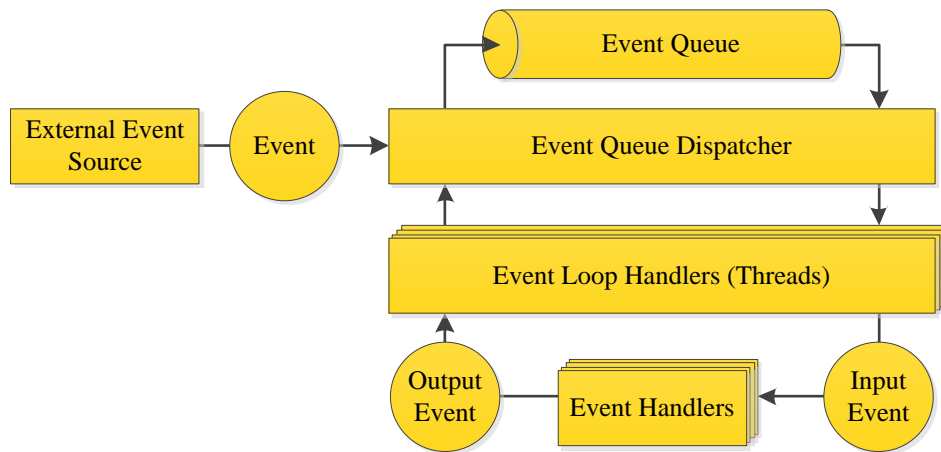 Event Queue
External Event
Source
Event
Event Queue Dispatcher
Event Loop Handlers (Threads)
Output
Event
Event Handlers
Input
Event